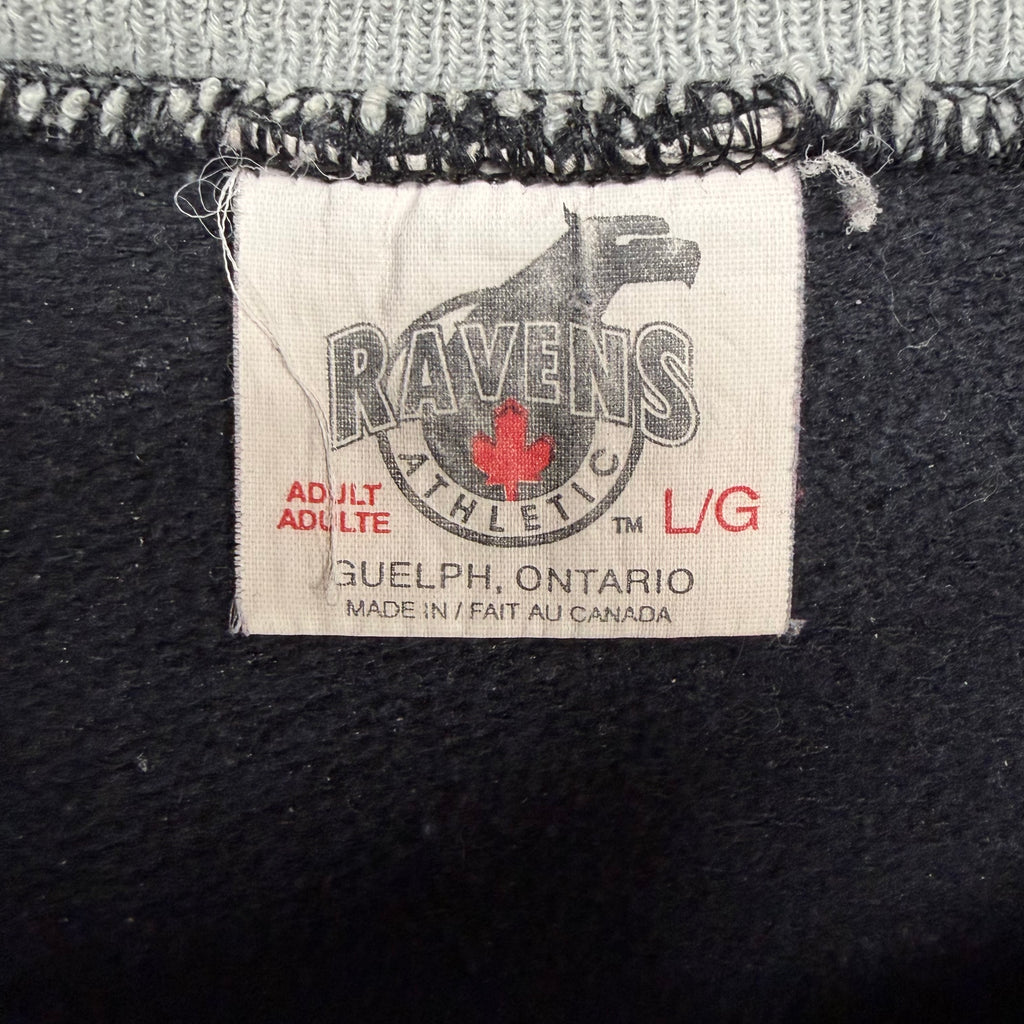 RAVENS
ATHLETIC
ADULT
ADULTE
TM
L/G
GUELPH, ONTARIO
MADE IN / FAIT AU CANADA